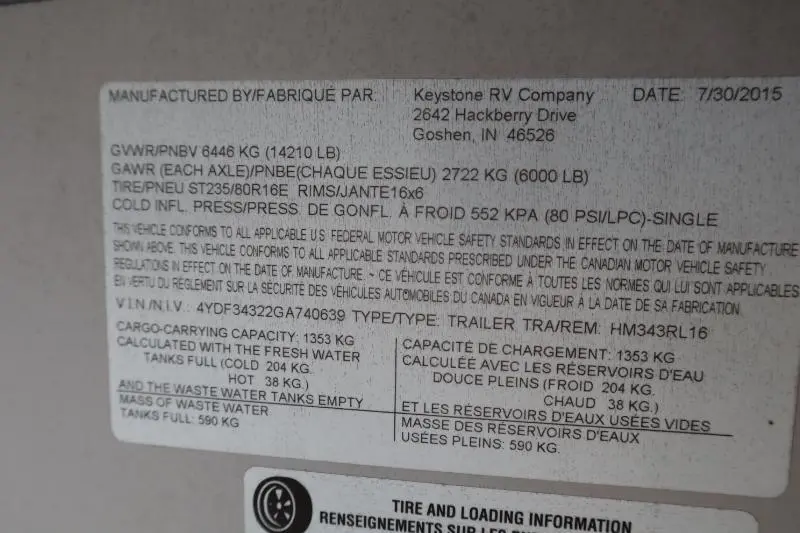 MANUFACTURED BY/FABRIQUÉ PAR: Keystone RV Company DATE: 7/30/2015
2642 Hackberry Drive
Goshen, IN 46526
GVWR/PNBV 6446 KG (14210 LB)
GAWR (EACH AXLE)/PNBE(CHAQUE ESSIEU) 2722 KG (6000 LB)
TIRE/PNEU ST235/80R16E RIMS/JANTE16x6
COLD INFL. PRESS/PRESS. DE GONFL. À FROID 552 KPA (80 PSI/LPC)-SINGLE
THIS VEHICLE CONFORMS TO ALL APPLICABLE U.S. FEDERAL MOTOR VEHICLE SAFETY STANDARDS IN EFFECT ON THE DATE OF MANUFACTURE
SHOWN ABOVE. THIS VEHICLE CONFORMS TO ALL APPLICABLE STANDARDS PRESCRIBED UNDER THE CANADIAN MOTOR VEHICLE SAFETY
REGULATIONS IN EFFECT ON THE DATE OF MANUFACTURE. ~ CE VÉHICULE EST CONFORME À TOUTES LES NORMES QUI LUI SONT APPLICABLES
EN VERTU DU RÈGLEMENT SUR LA SÉCURITÉ DES VÉHICULES AUTOMOBILES DU CANADA EN VIGUEUR À LA DATE DE SA FABRICATION.
V.I.N./N.I.V.: 4YDF34322GA740639 TYPE/TYPE: TRAILER TRA/REM: HM343RL16
CARGO-CARRYING CAPACITY: 1353 KG
CALCULATED WITH THE FRESH WATER
TANKS FULL (COLD 204 KG.
HOT 38 KG.)
AND THE WASTE WATER TANKS EMPTY
MASS OF WASTE WATER
TANKS FULL: 590 KG
CAPACITÉ DE CHARGEMENT: 1353 KG
CALCULÉE AVEC LES RÉSERVOIRS D'EAU
DOUCE PLEINS (FROID 204 KG.
CHAUD 38 KG.)
ET LES RÉSERVOIRS D'EAUX USÉES VIDES
MASSE DES RÉSERVOIRS D'EAUX
USÉES PLEINS: 590 KG.
TIRE AND LOADING INFORMATION
RENSEIGNEMENTS SUR LES